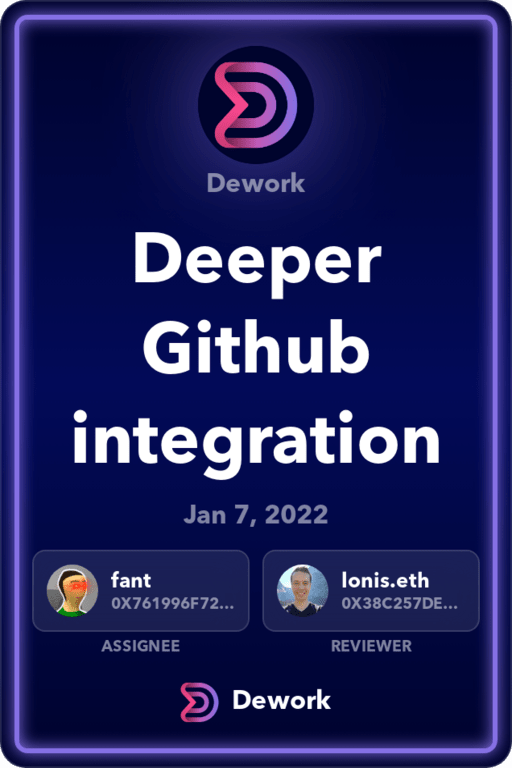 Dework
Deeper
Github
integration
Jan 7, 2022
fant
0X761996F72...
lonis.eth
0X38C257DE...
ASSIGNEE
REVIEWER
Dework